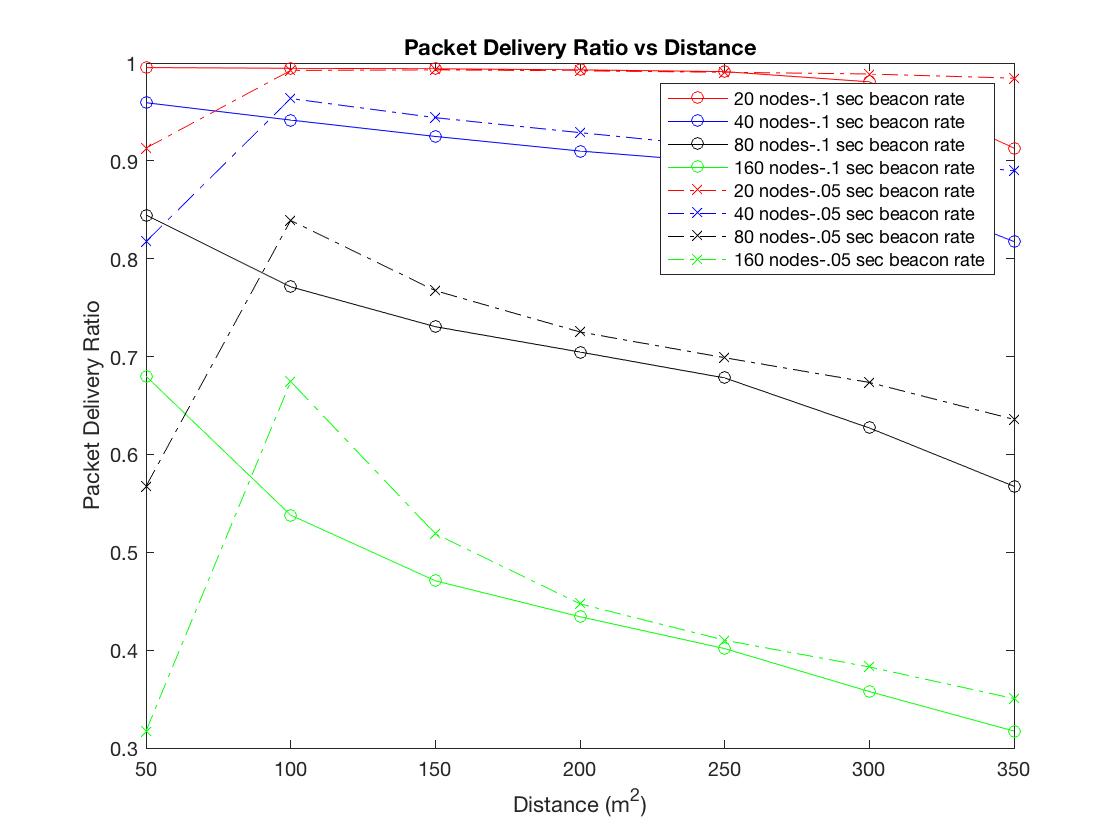 Packet Delivery Ratio vs Distance
1
0.9
0.8
0.7
0.6
0.5
0.4
0.3
Packet Delivery Ratio
20 nodes-.1 sec beacon rate
40 nodes-.1 sec beacon rate
80 nodes-.1 sec beacon rate
160 nodes-.1 sec beacon rate
20 nodes-.05 sec beacon rate
40 nodes-.05 sec beacon rate
80 nodes-.05 sec beacon rate
160 nodes-.05 sec beacon rate
50 100 150 200 250 300 350
Distance (m²)